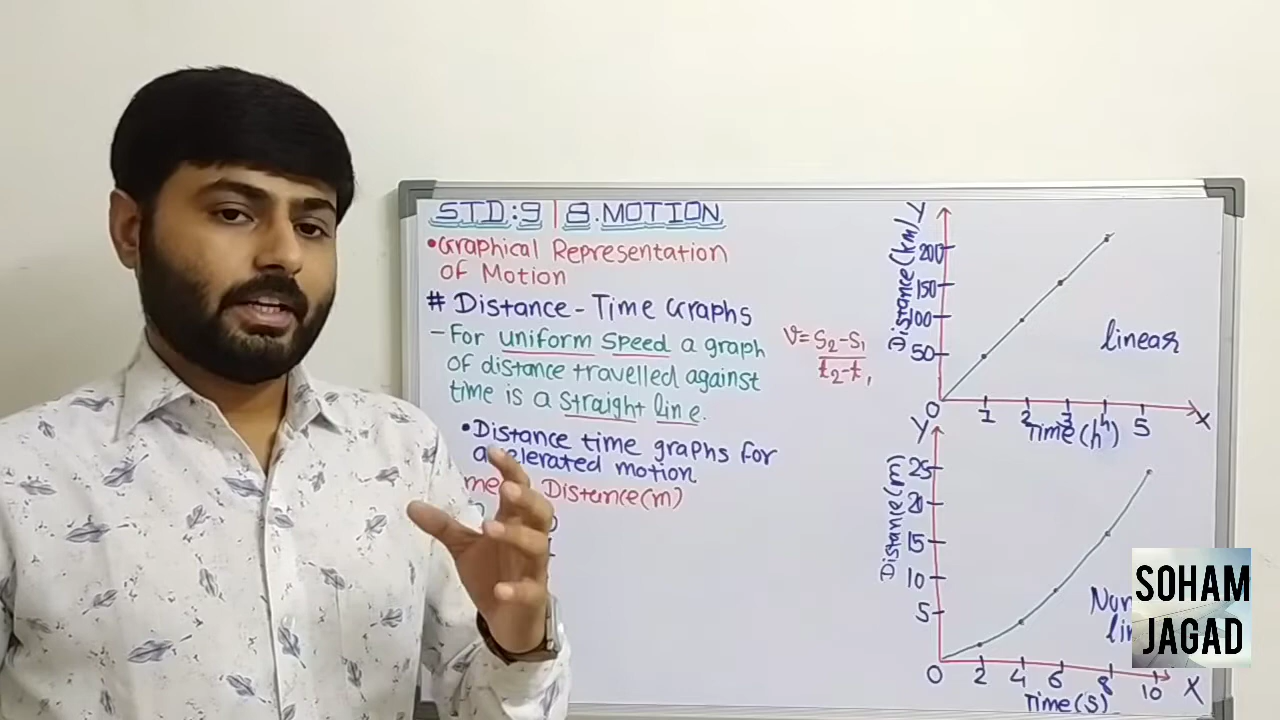 STD:9 | 8.MOTION
•Graphical Representation
of Motion
# Distance-Time Graphs
- For uniform speed a graph
of distance travelled against
time is a straight line.
V= S2-S1
t2-t1
•Distance time graphs for
motion
Distance(m)
Y
Distance(km)
200
150
100
50
0
1 2 3 4 5
X
Time(h)
linear
Y
Distance(m)
25
20
15
10
5
0
2 4 6 8 10
X
Time(s)
SOHAM
JAGAD